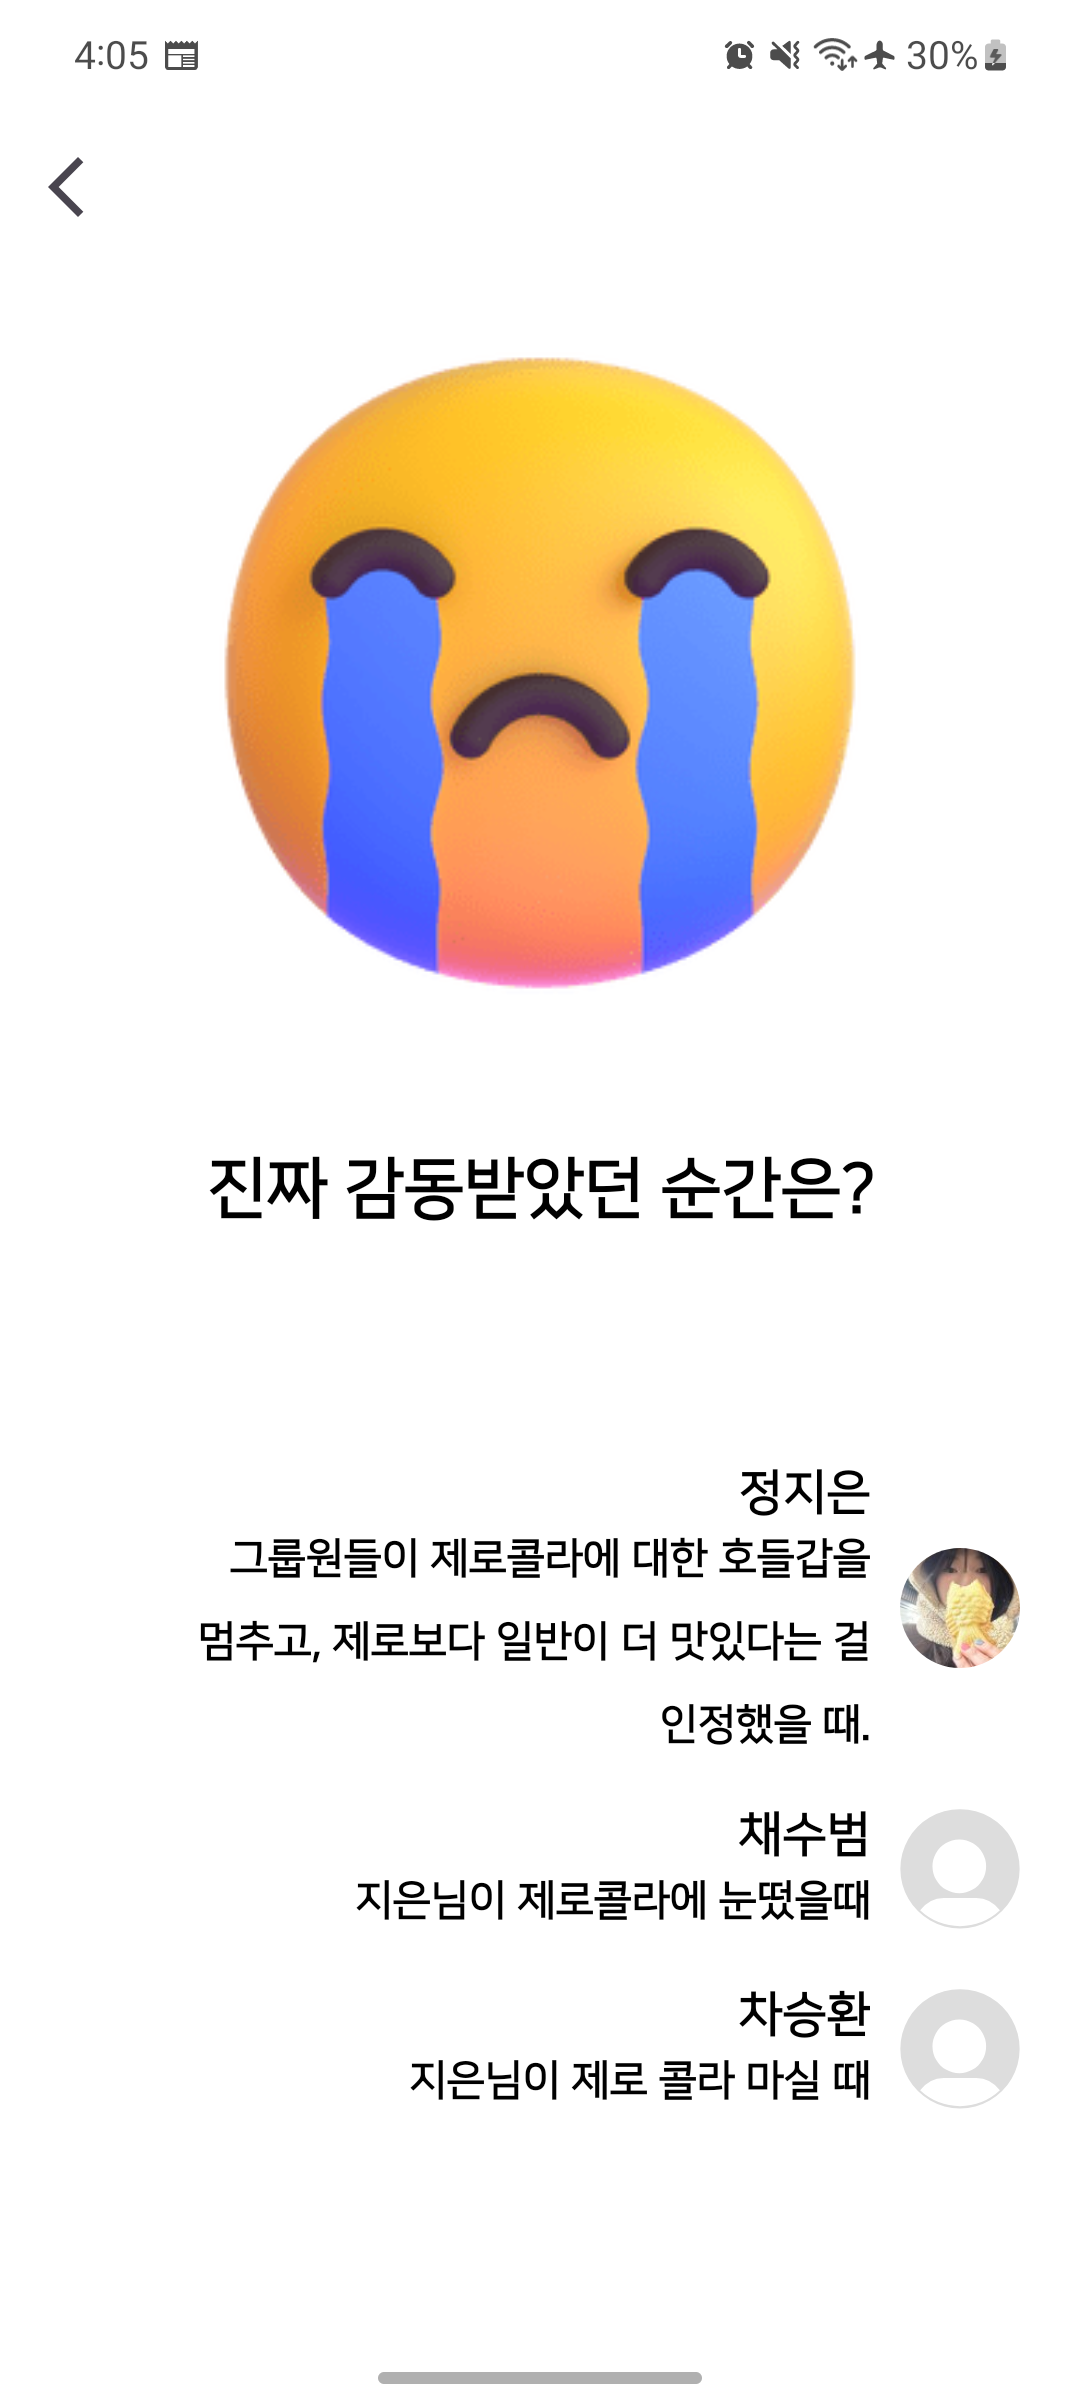 4:05
30%
진짜 감동받았던 순간은?
정지은
그룹원들이 제로콜라에 대한 호들갑을
멈추고, 제로보다 일반이 더 맛있다는 걸
인정했을 때.
채수범
지은님이 제로콜라에 눈떴을때
차승환
지은님이 제로 콜라 마실 때